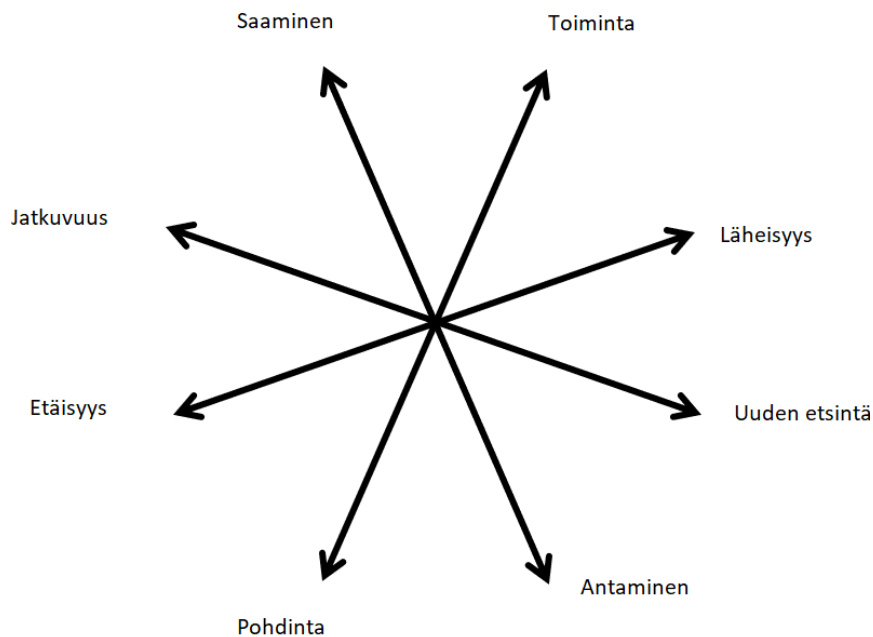 Saaminen
Toiminta
Jatkuvuus
Läheisyys
Etäisyys
Uuden etsintä
Antaminen
Pohdinta